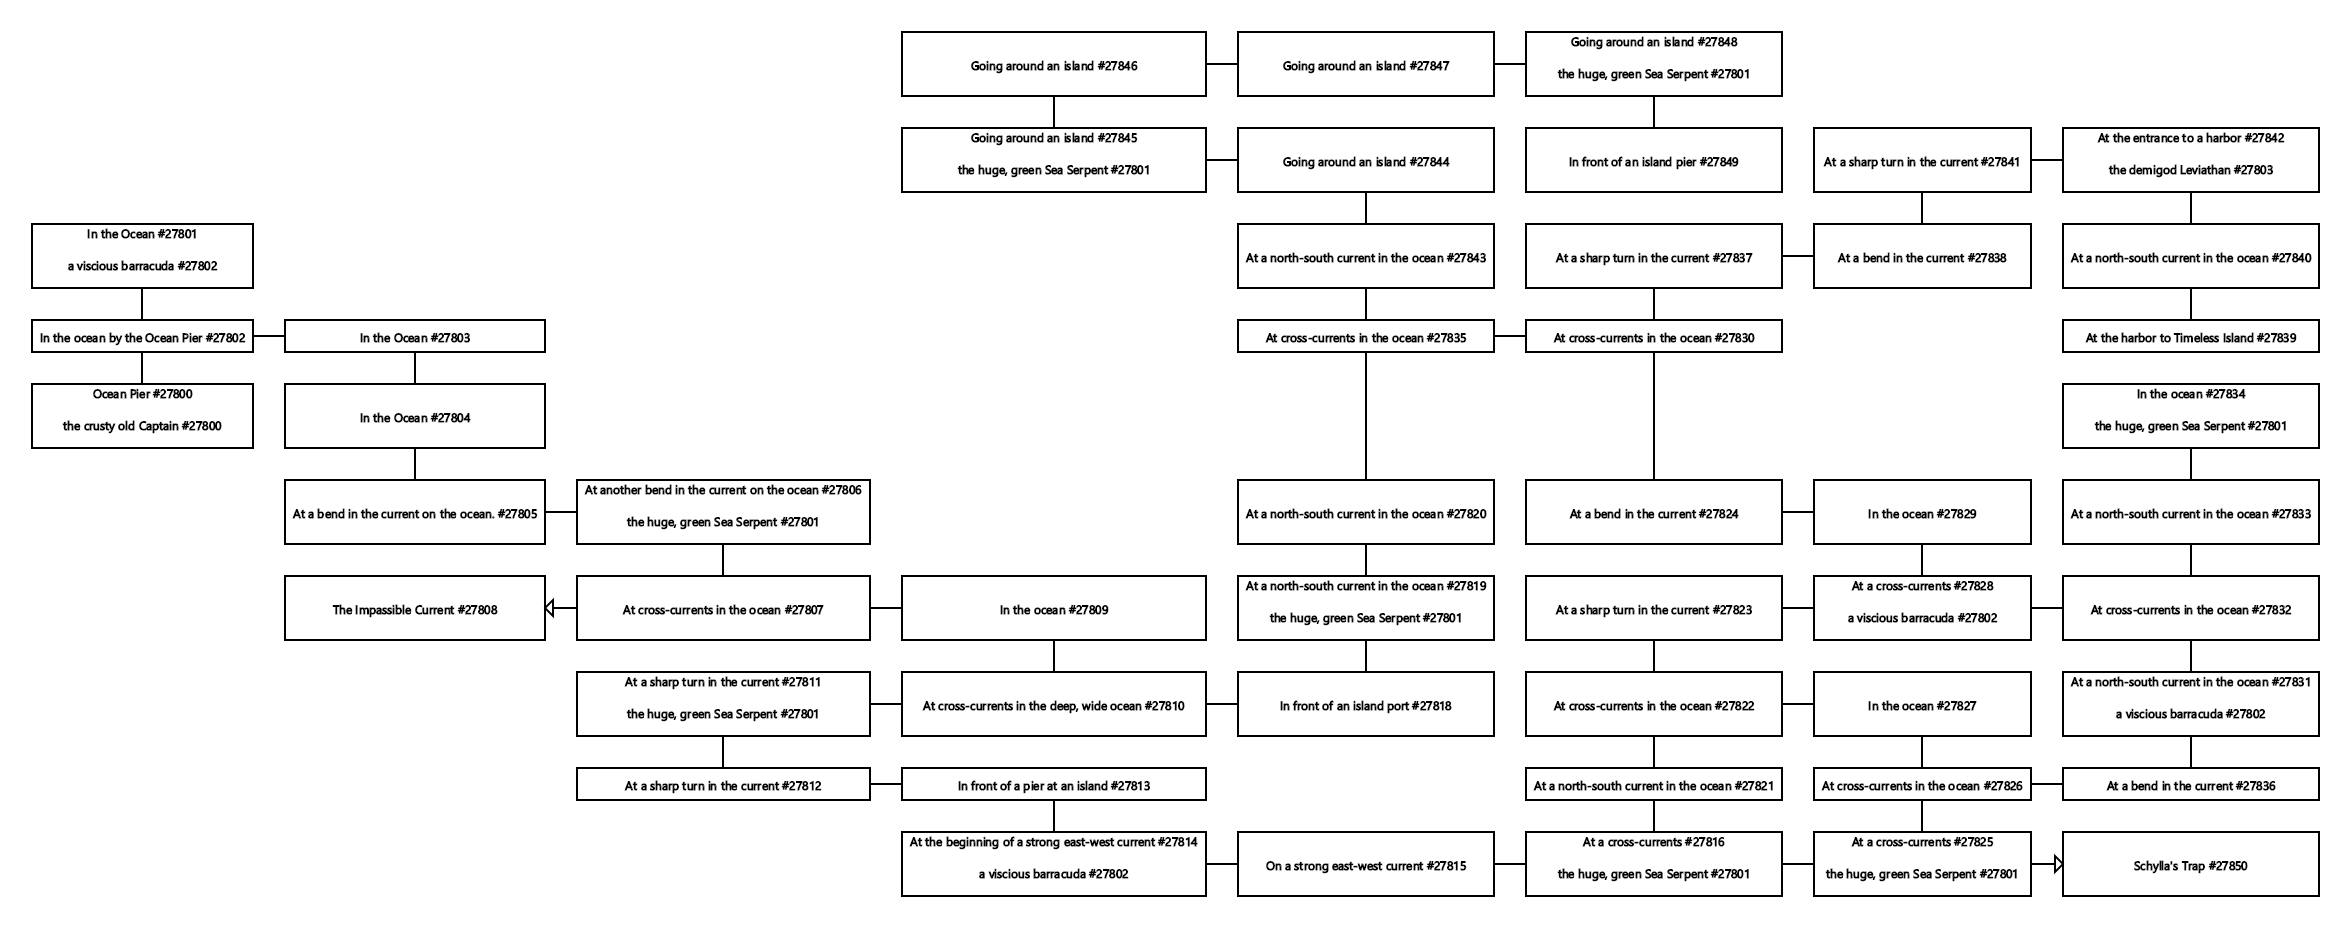 Going around an island #27846
Going around an island #27847
Going around an island #27848
the huge, green Sea Serpent #27801
Going around an island #27845
the huge, green Sea Serpent #27801
Going around an island #27844
In front of an island pier #27849
At a sharp turn in the current #27841
At the entrance to a harbor #27842
the demigod Leviathan #27803
In the Ocean #27801
a viscious barracuda #27802
At a north-south current in the ocean #27843
At a sharp turn in the current #27837
At a bend in the current #27838
At a north-south current in the ocean #27840
In the ocean by the Ocean Pier #27802
In the Ocean #27803
At cross-currents in the ocean #27835
At cross-currents in the ocean #27830
At the harbor to Timeless Island #27839
Ocean Pier #27800
the crusty old Captain #27800
In the Ocean #27804
In the ocean #27834
the huge, green Sea Serpent #27801
At a bend in the current on the ocean. #27805
At another bend in the current on the ocean #27806
the huge, green Sea Serpent #27801
At a north-south current in the ocean #27820
At a bend in the current #27824
In the ocean #27829
At a north-south current in the ocean #27833
The Impassible Current #27808
At cross-currents in the ocean #27807
In the ocean #27809
At a north-south current in the ocean #27819
the huge, green Sea Serpent #27801
At a sharp turn in the current #27823
At a cross-currents #27828
a viscious barracuda #27802
At cross-currents in the ocean #27832
At a sharp turn in the current #27811
the huge, green Sea Serpent #27801
At cross-currents in the deep, wide ocean #27810
In front of an island port #27818
At cross-currents in the ocean #27822
In the ocean #27827
At a north-south current in the ocean #27831
a viscious barracuda #27802
At a sharp turn in the current #27812
In front of a pier at an island #27813
At a north-south current in the ocean #27821
At cross-currents in the ocean #27826
At a bend in the current #27836
At the beginning of a strong east-west current #27814
a viscious barracuda #27802
On a strong east-west current #27815
At a cross-currents #27816
the huge, green Sea Serpent #27801
At a cross-currents #27825
the huge, green Sea Serpent #27801
Schylla's Trap #27850